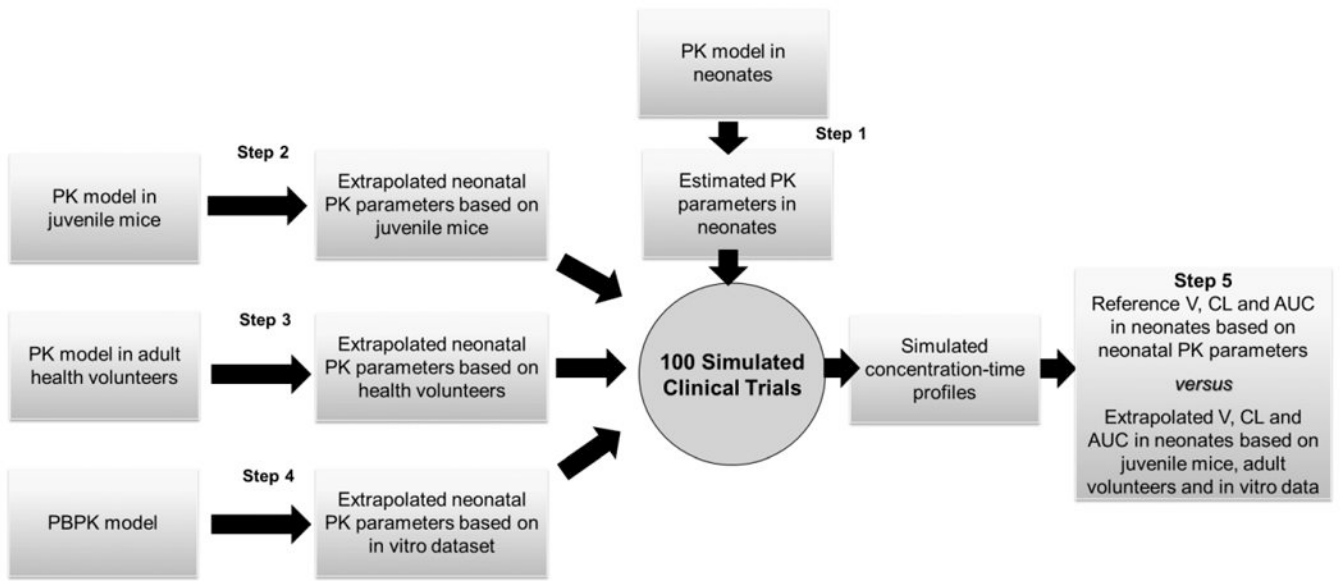 PK model in
neonates
Step 1
Estimated PK
parameters in
neonates
Step 2
PK model in
juvenile mice
Extrapolated neonatal
PK parameters based on
juvenile mice
Step 3
PK model in adult
health volunteers
Extrapolated neonatal
PK parameters based on
health volunteers
Step 4
PBPK model
Extrapolated neonatal
PK parameters based on
in vitro dataset
100 Simulated
Clinical Trials
Simulated
concentration-time
profiles
Step 5
Reference V, CL and AUC
in neonates based on
neonatal PK parameters
versus
Extrapolated V, CL and
AUC in neonates based on
juvenile mice, adult
volunteers and in vitro data